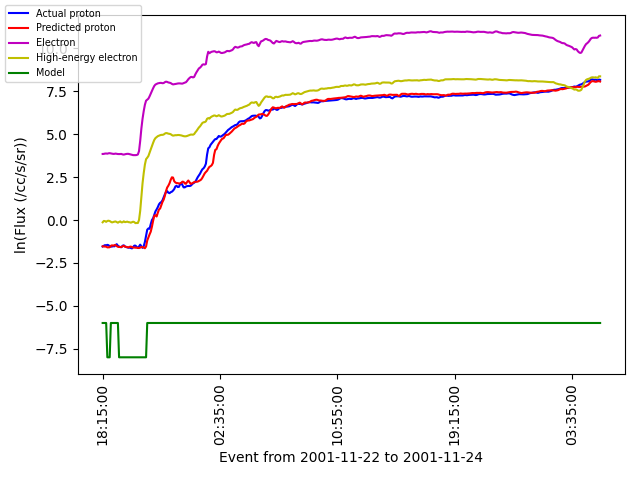 Actual proton
Predicted proton
Electron
High-energy electron
Model
10.0
7.5
5.0
2.5
0.0
−2.5
−5.0
−7.5
ln(Flux (/cc/s/sr))
18:15:00
02:35:00
10:55:00
19:15:00
03:35:00
Event from 2001-11-22 to 2001-11-24